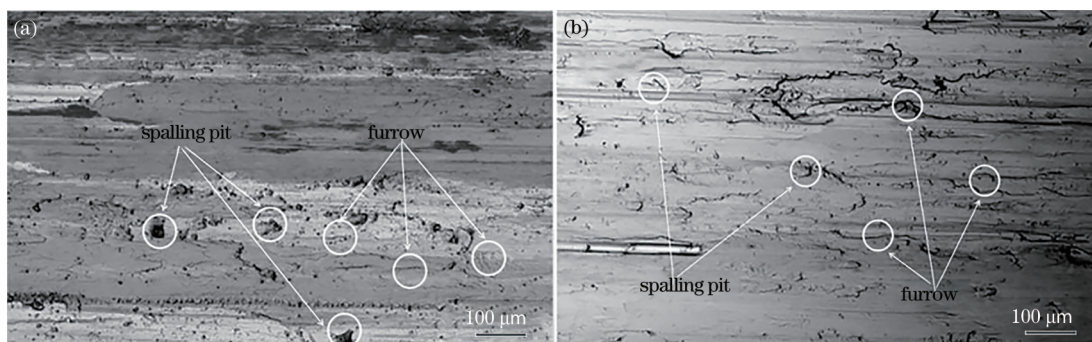 (a)
spalling pit
furrow
100 μm
(b)
spalling pit
furrow
100 μm